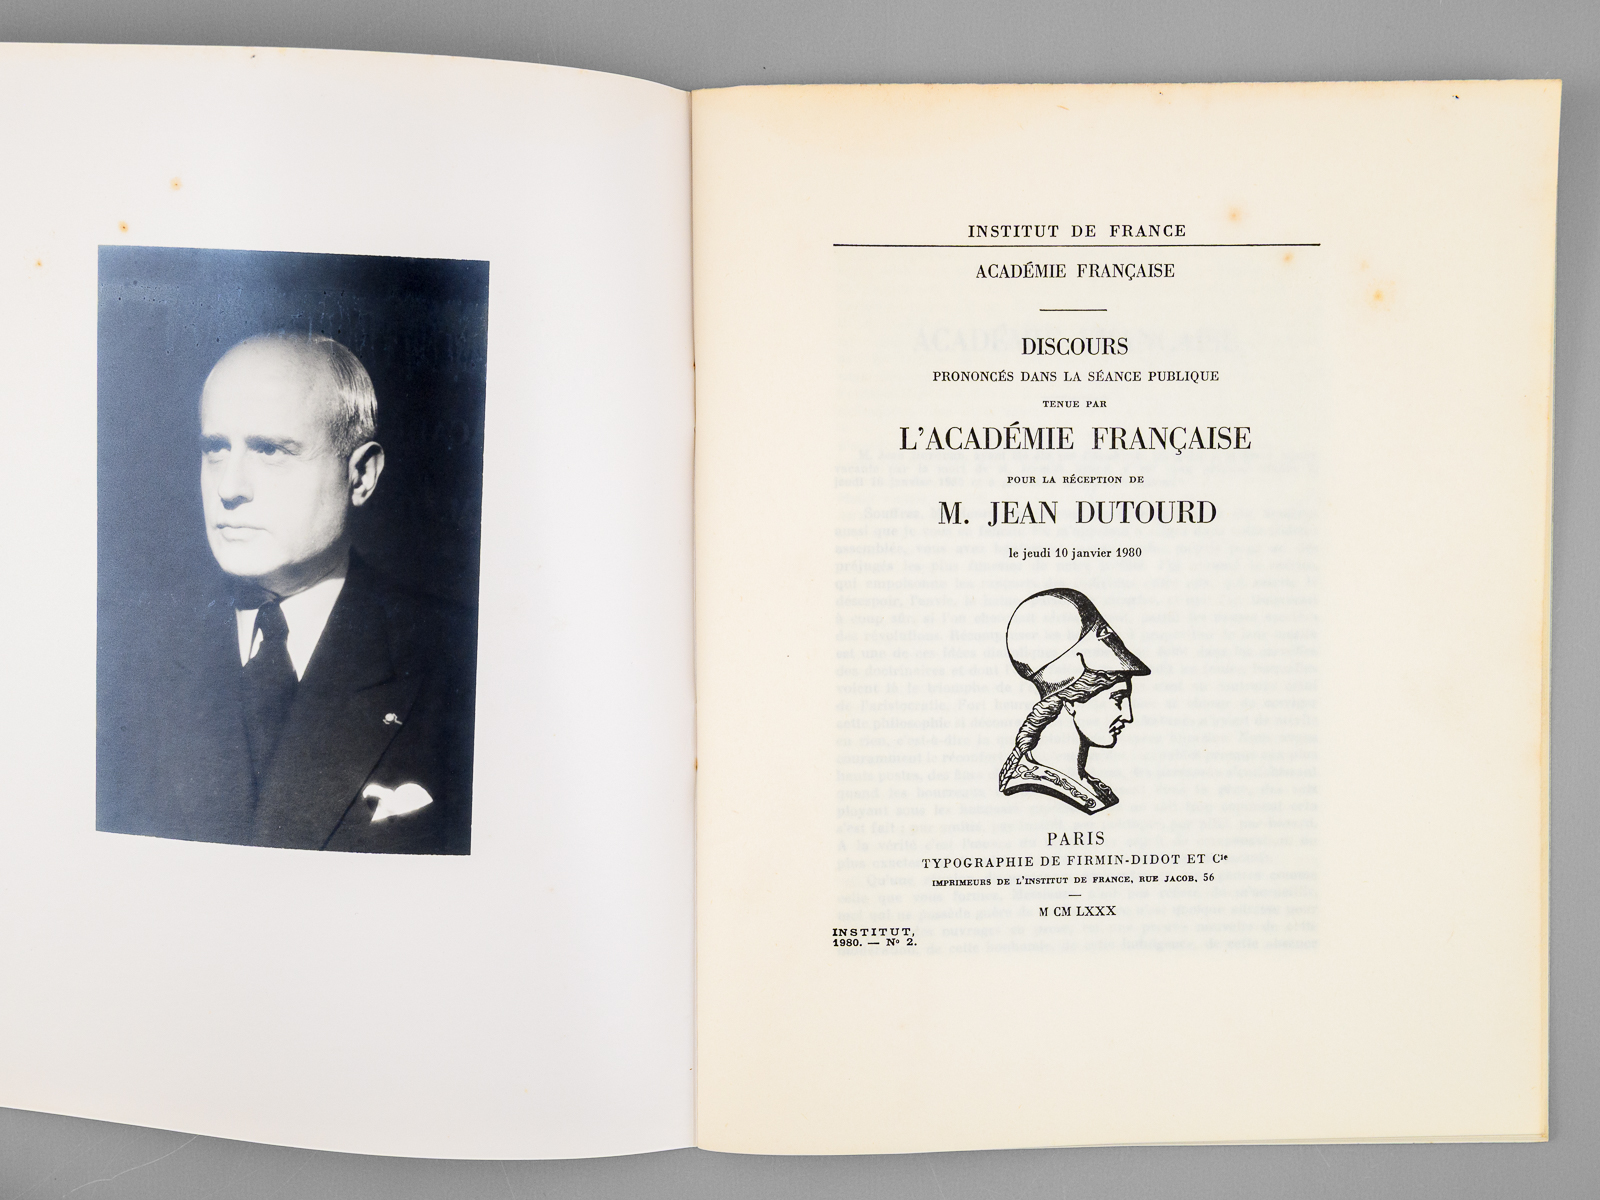 INSTITUT DE FRANCE
ACADÉMIE FRANÇAISE
DISCOURS
PRONONCÉS DANS LA SÉANCE PUBLIQUE
TENUE PAR
L'ACADÉMIE FRANÇAISE
POUR LA RÉCEPTION DE
M. JEAN DUTOURD
le jeudi 10 janvier 1980
PARIS
TYPOGRAPHIE DE FIRMIN-DIDOT ET Cie
IMPRIMEURS DE L'INSTITUT DE FRANCE, RUE JACOB, 56
M CM LXXX
INSTITUT,
1980. — No 2.